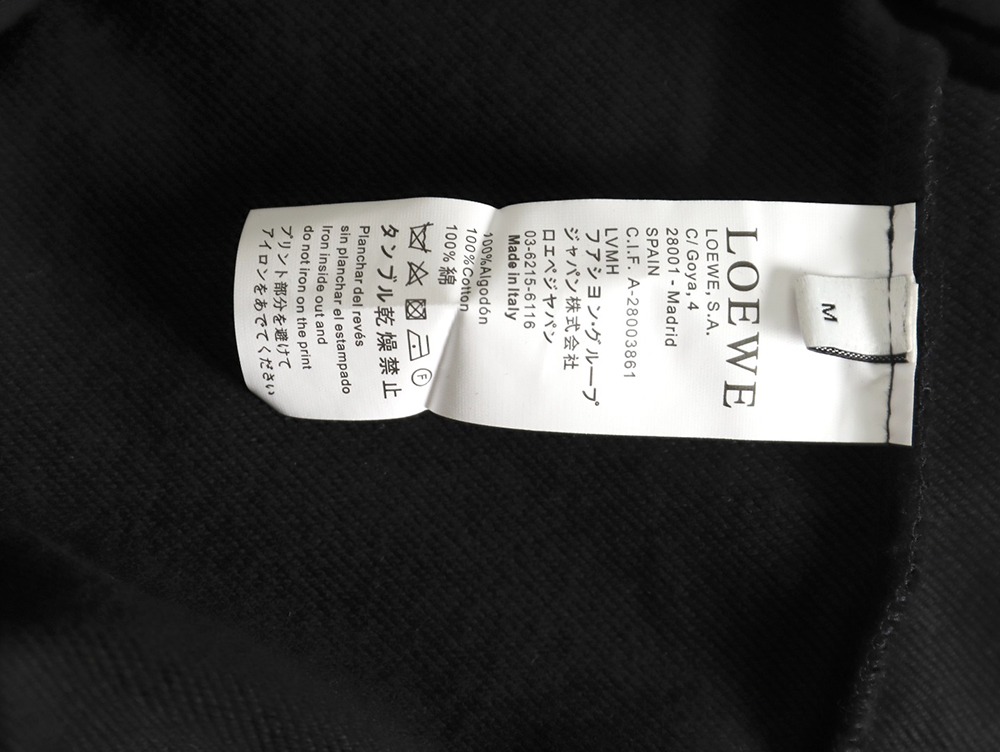 M
LOEWE
LOEWE, S.A.
C/ Goya, 4
28001 - Madrid
SPAIN
C.I.F. A-28003861
LVMH
ファション·グループ
ジャパン株式会社
ロエベジャパン
03-6215-6116
Made in Italy
100%Algodón
100%Cotton
100%綿
F
タンブル乾燥禁止
Planchar del revés
sin planchar el estampado
Iron inside out and
do not iron on the print
プリント部分を避けて
アイロンをあでてください